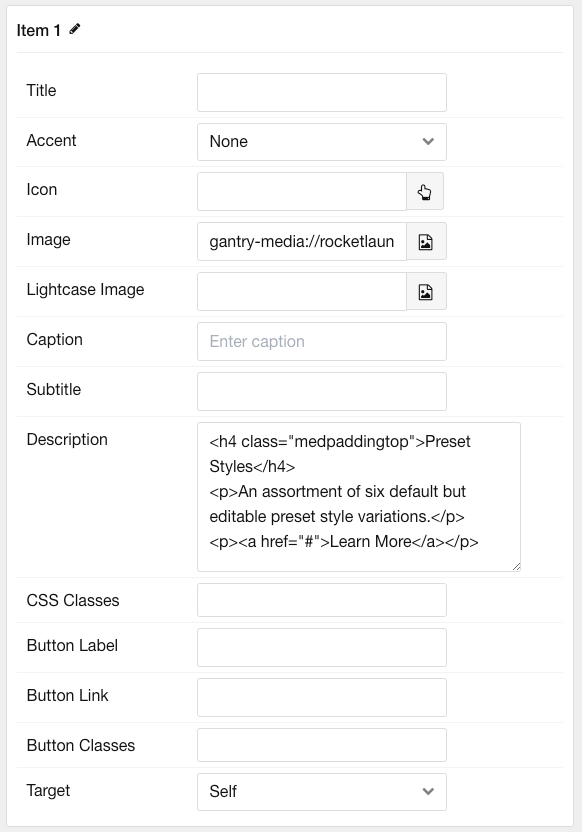 Item 1
Title
Accent
None
Icon
Image
gantry-media://rocketlaun
Lightcase Image
Caption
Enter caption
Subtitle
Description
<h4 class="medpaddingtop">Preset
Styles</h4>
<p>An assortment of six default but
editable preset style variations.</p>
<p><a href="#">Learn More</a></p>
CSS Classes
Button Label
Button Link
Button Classes
Target
Self